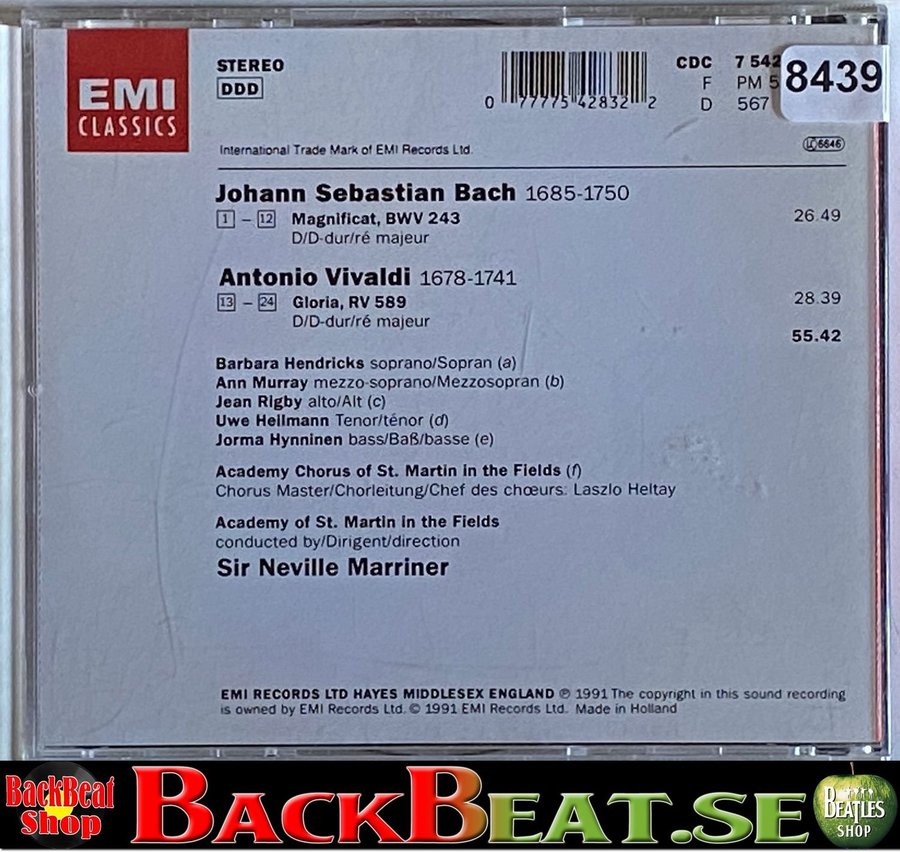 EMI
CLASSICS
STEREO
DDD
0 77775 42832 2
CDC 7 542
F PM 5
D 567
8439
International Trade Mark of EMI Records Ltd.
LC 6646
Johann Sebastian Bach 1685-1750
1 – 12 Magnificat, BWV 243 26.49
D/D-dur/ré majeur
Antonio Vivaldi 1678-1741
13 – 24 Gloria, RV 589 28.39
D/D-dur/ré majeur
55.42
Barbara Hendricks soprano/Sopran (a)
Ann Murray mezzo-soprano/Mezzosopran (b)
Jean Rigby alto/Alt (c)
Uwe Heilmann Tenor/ténor (d)
Jorma Hynninen bass/Baß/basse (e)
Academy Chorus of St. Martin in the Fields (f)
Chorus Master/Chorleitung/Chef des chœurs: Laszlo Heltay
Academy of St. Martin in the Fields
conducted by/Dirigent/direction
Sir Neville Marriner
EMI RECORDS LTD HAYES MIDDLESEX ENGLAND ℗ 1991 The copyright in this sound recording
is owned by EMI Records Ltd. © 1991 EMI Records Ltd. Made in Holland
BackBeat
Shop
BACKBEAT.SE
BEATLES
SHOP